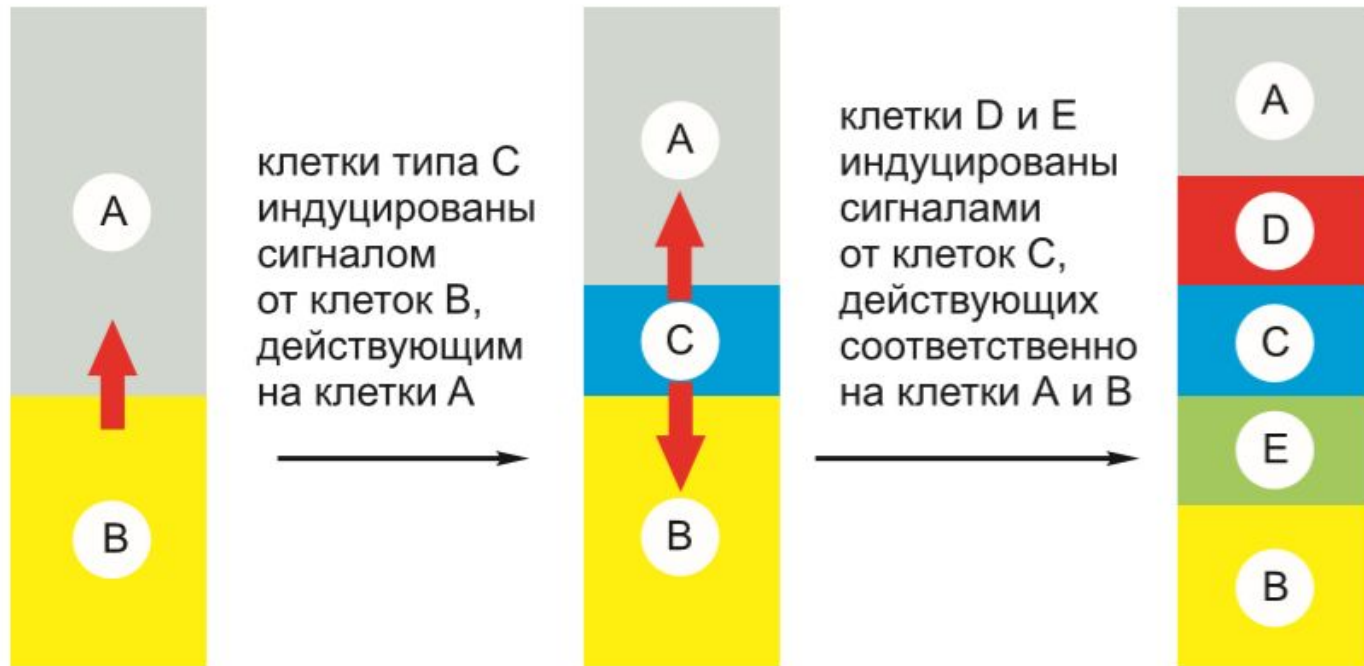 A
B
клетки типа C
индуцированы
сигналом
от клеток B,
действующим
на клетки A
A
C
B
клетки D и E
индуцированы
сигналами
от клеток C,
действующих
соответственно
на клетки A и B
A
D
C
E
B